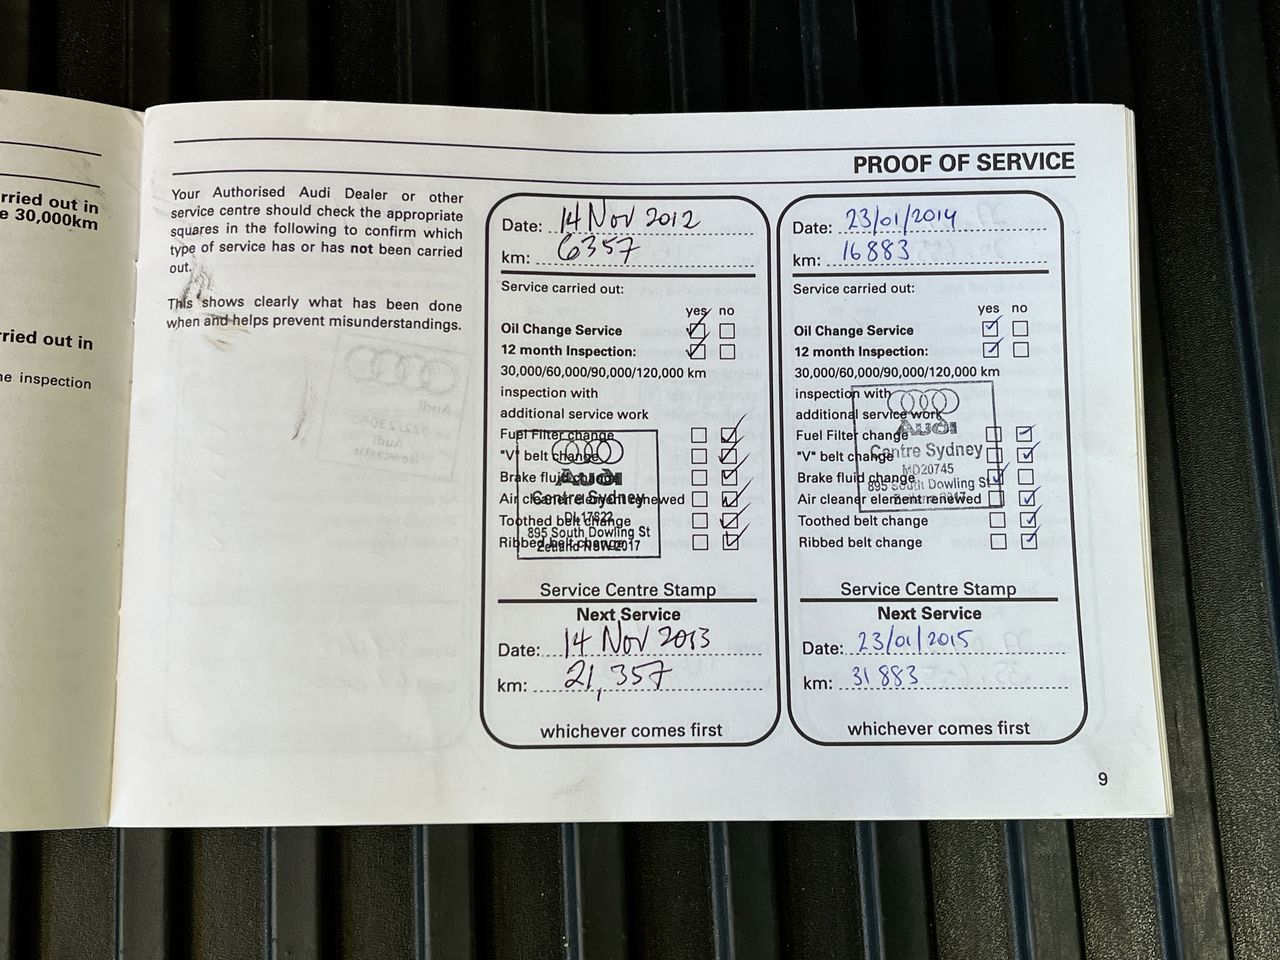 rried out in
e 30,000km
rried out in
ne inspection
PROOF OF SERVICE
Your Authorised Audi Dealer or other
service centre should check the appropriate
squares in the following to confirm which
type of service has or has not been carried
out.
This shows clearly what has been done
when and helps prevent misunderstandings.
Date: 14 Nov 2012
km: 6357
Service carried out:
yes no
Oil Change Service
12 month Inspection:
30,000/60,000/90,000/120,000 km
inspection with
additional service work
Fuel Filter change
"V" belt change
Brake fluid change
Air cleaner element renewed
Toothed belt change
Ribbed belt change
Audi
Centre Sydney
DL17822
895 South Dowling St
Zetland NSW 2017
Service Centre Stamp
Next Service
Date: 14 Nov 2013
km: 21,357
whichever comes first
Date: 23/01/2014
km: 16883
Service carried out:
yes no
Oil Change Service
12 month Inspection:
30,000/60,000/90,000/120,000 km
inspection with
additional service work
Fuel Filter change
"V" belt change
Brake fluid change
Air cleaner element renewed
Toothed belt change
Ribbed belt change
Audi
Centre Sydney
MD20745
895 South Dowling St
Service Centre Stamp
Next Service
Date: 23/01/2015
km: 31883
whichever comes first
9